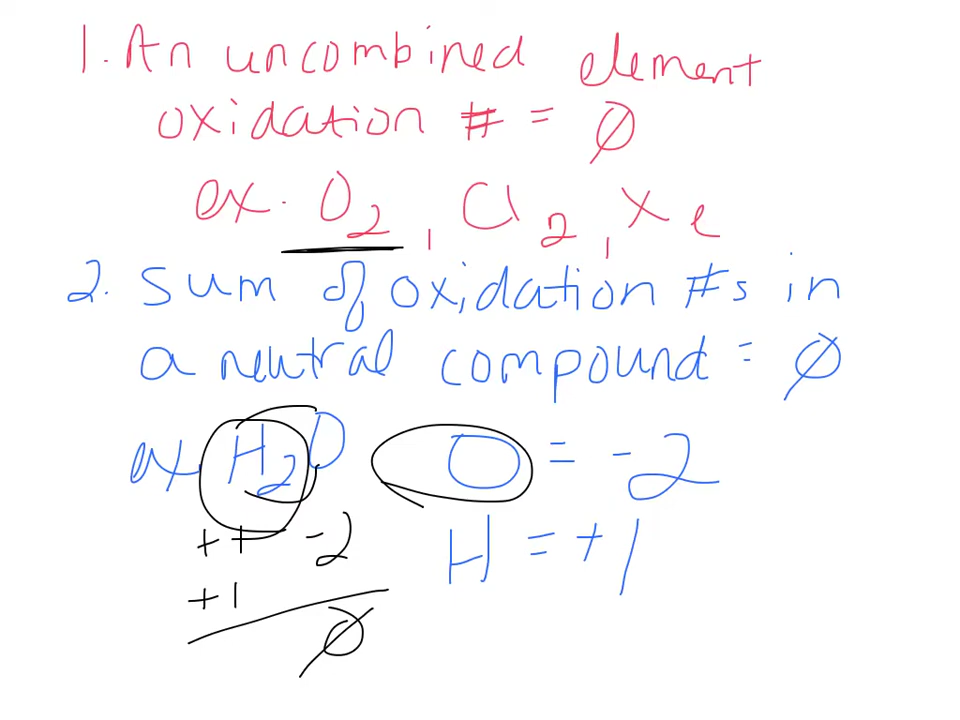 1. An uncombined element
oxidation # = Ø
ex. O2, Cl2, Xe
2. Sum of oxidation #s in
a neutral compound = Ø
ex. H2O O = -2
++ -2 H = +1
+1
Ø